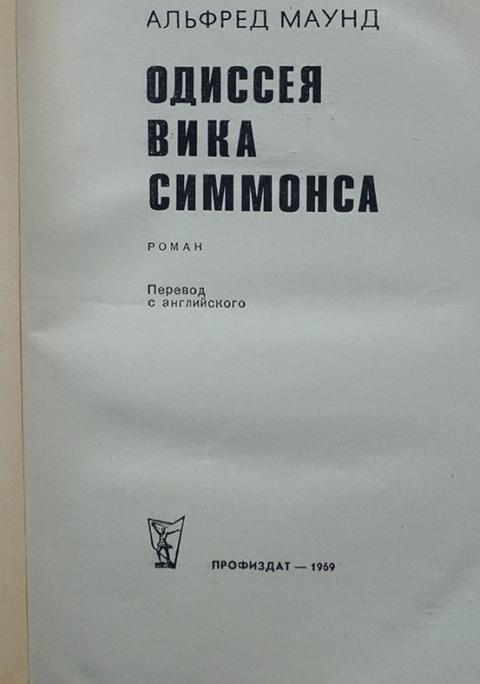 АЛЬФРЕД МАУНД
ОДИССЕЯ
ВИКА
СИММОНСА
РОМАН
Перевод
с английского
ПРОФИЗДАТ — 1969